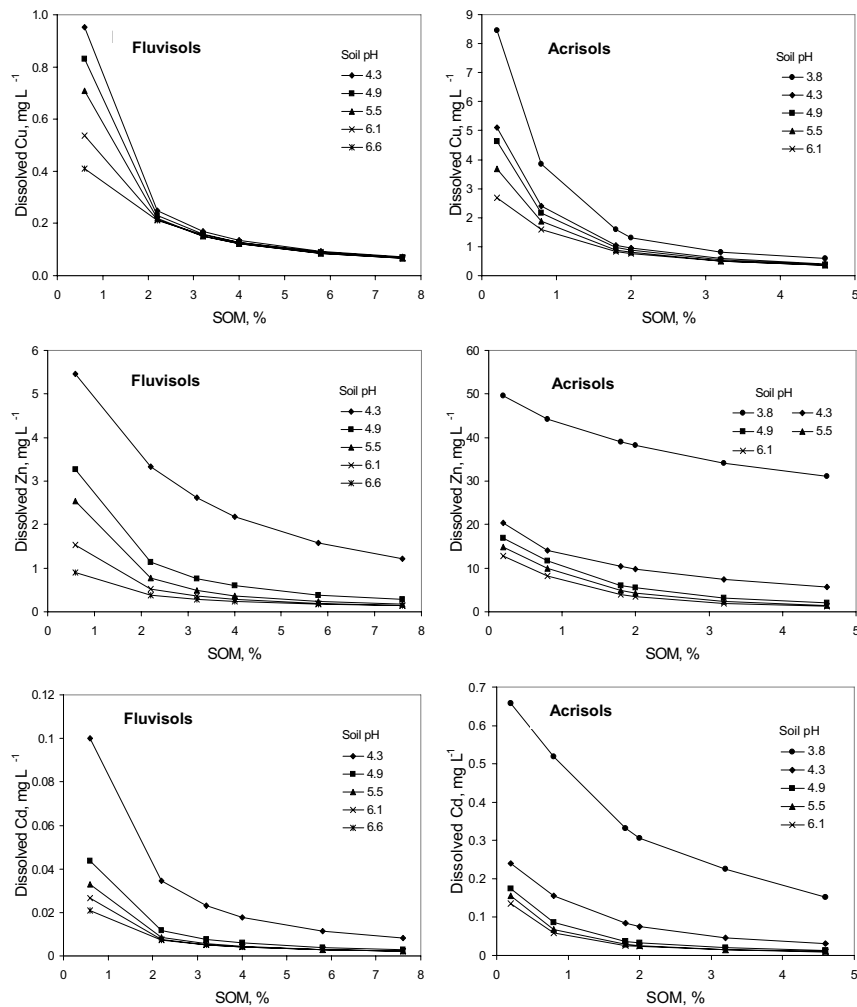 Fluvisols
Soil pH
4.3
4.9
5.5
6.1
6.6
Dissolved Cu, mg L -1
1.0
0.8
0.6
0.4
0.2
0.0
0 1 2 3 4 5 6 7 8
SOM, %
Acrisols
Soil pH
3.8
4.3
4.9
5.5
6.1
Dissolved Cu, mg L -1
9
8
7
6
5
4
3
2
1
0
0 1 2 3 4 5
SOM, %
Fluvisols
Soil pH
4.3
4.9
5.5
6.1
6.6
Dissolved Zn, mg L -1
6
5
4
3
2
1
0
0 1 2 3 4 5 6 7 8
SOM, %
Acrisols
Soil pH
3.8 4.3
4.9 5.5
6.1
Dissolved Zn, mg L -1
60
50
40
30
20
10
0
0 1 2 3 4 5
SOM, %
Fluvisols
Soil pH
4.3
4.9
5.5
6.1
6.6
Dissolved Cd, mg L -1
0.12
0.1
0.08
0.06
0.04
0.02
0
0 1 2 3 4 5 6 7 8
SOM, %
Acrisols
Soil pH
3.8
4.3
4.9
5.5
6.1
Dissolved Cd, mg L-1
0.7
0.6
0.5
0.4
0.3
0.2
0.1
0
0 1 2 3 4 5
SOM, %